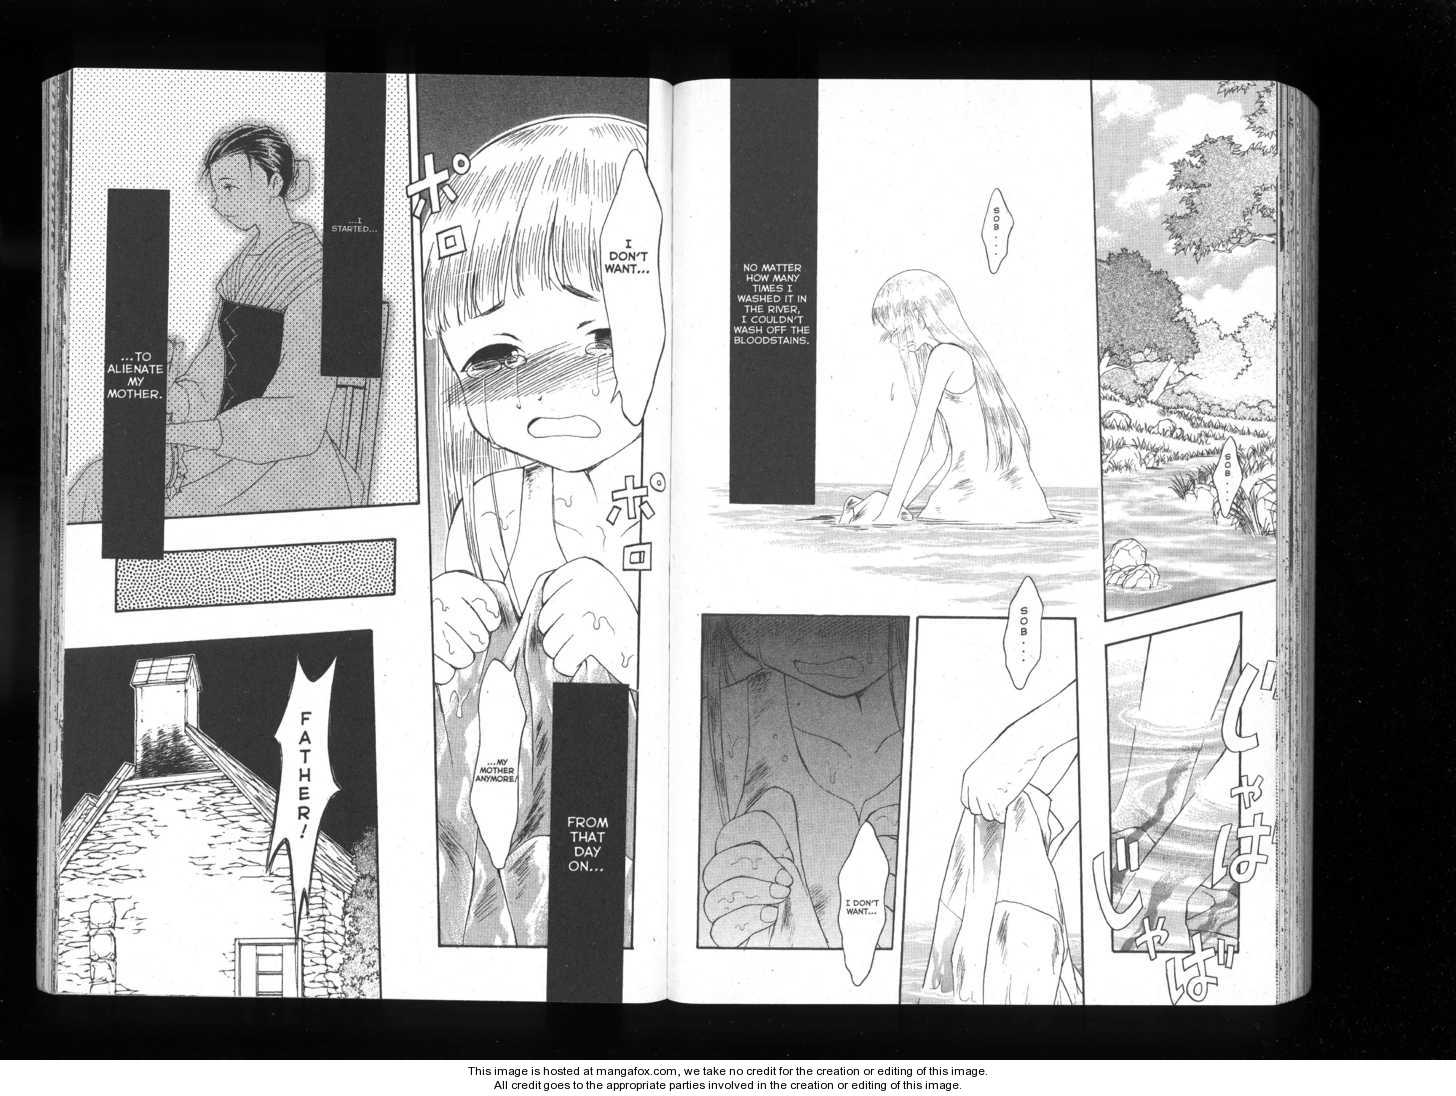 SOB...
じゃばじゃば
SOB....
NO MATTER
HOW MANY
TIMES I
WASHED IT IN
THE RIVER,
I COULDN'T
WASH OFF THE
BLOODSTAINS.
SOB....
I DON'T
WANT...
I
DON'T
WANT...
ポロ
ポロ
...MY
MOTHER
ANYMORE!
FROM
THAT
DAY
ON...
...I
STARTED...
...TO
ALIENATE
MY
MOTHER.
FATHER!
This image is hosted at mangafox.com, we take no credit for the creation or editing of this image.
All credit goes to the appropriate parties involved in the creation or editing of this image.